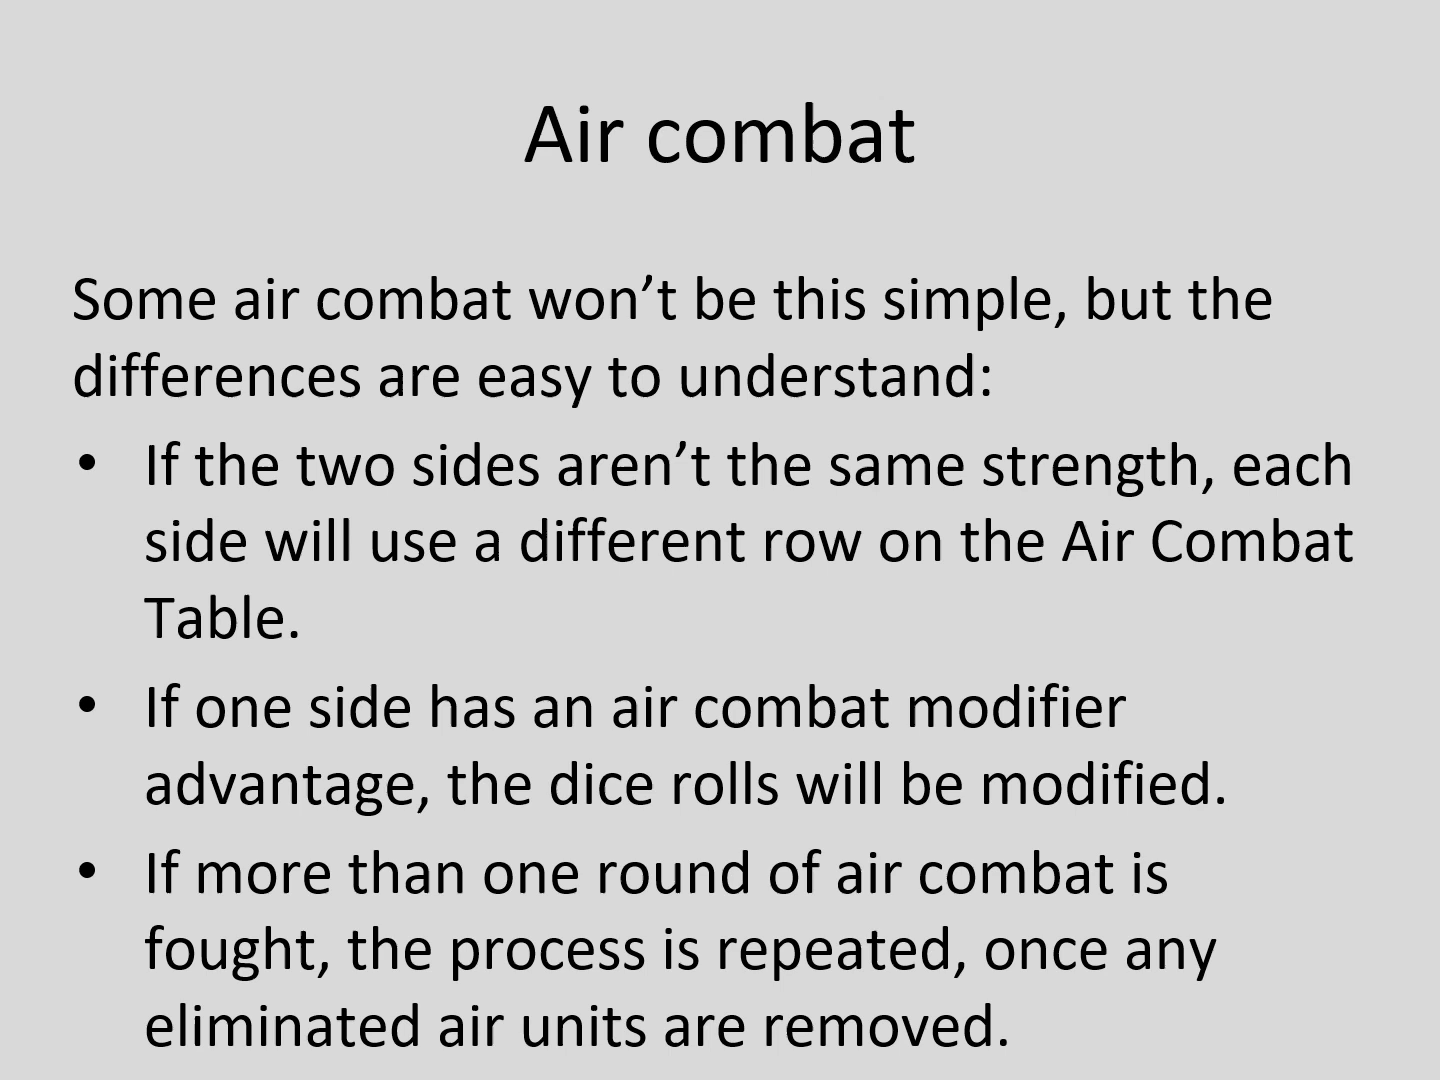 Air combat
Some air combat won’t be this simple, but the
differences are easy to understand:
• If the two sides aren’t the same strength, each
side will use a different row on the Air Combat
Table.
• If one side has an air combat modifier
advantage, the dice rolls will be modified.
• If more than one round of air combat is
fought, the process is repeated, once any
eliminated air units are removed.